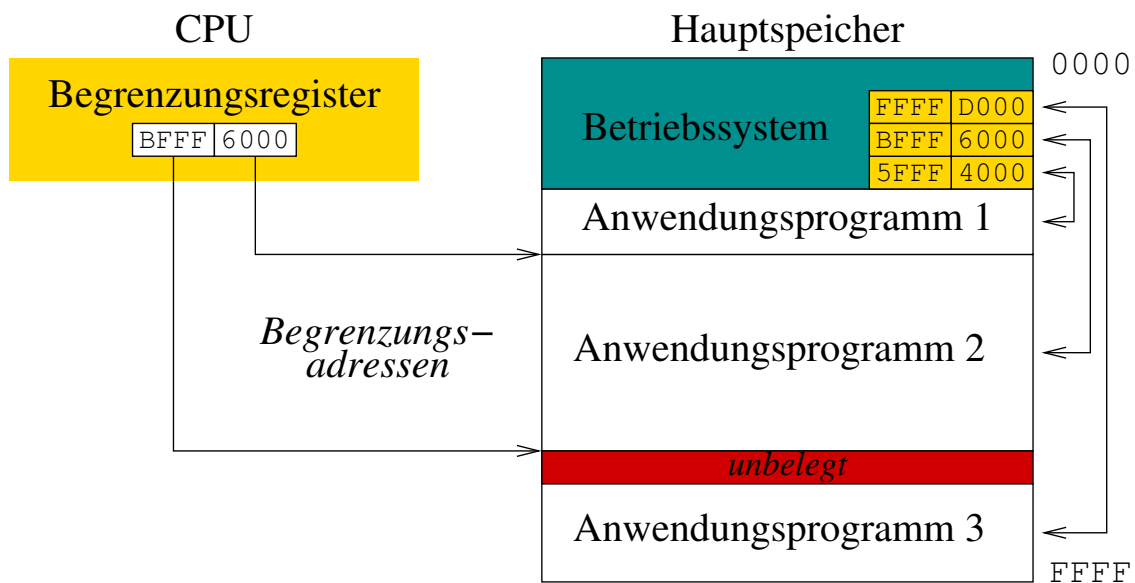 CPU
Hauptspeicher
0000
Begrenzungsregister
BFFF 6000
Betriebssystem
FFFF D000
BFFF 6000
5FFF 4000
Anwendungsprogramm 1
Begrenzungs-
adressen
Anwendungsprogramm 2
unbelegt
Anwendungsprogramm 3
FFFF